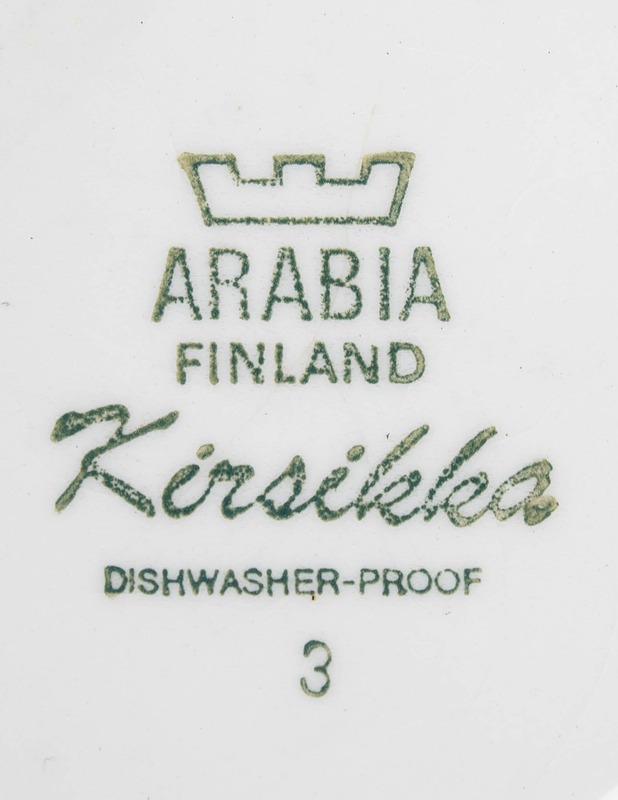 ARABIA
FINLAND
Kirsikka
DISHWASHER-PROOF
3